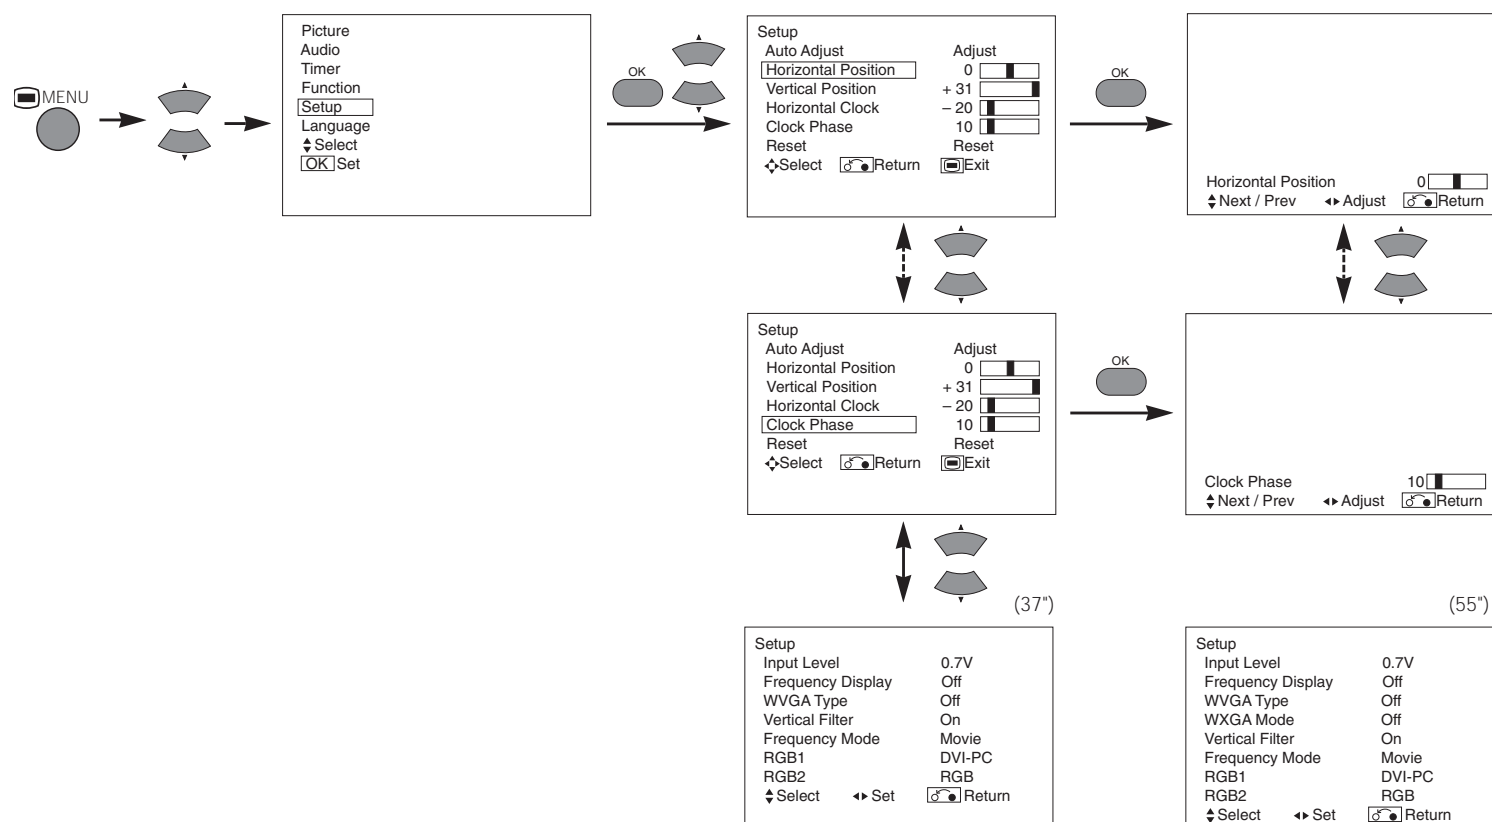 MENU
Picture
Audio
Timer
Function
Setup
Language
Select
OK Set
OK
Setup
Auto Adjust Adjust
Horizontal Position 0
Vertical Position + 31
Horizontal Clock – 20
Clock Phase 10
Reset Reset
Select Return Exit
OK
Horizontal Position 0
Next / Prev Adjust Return
Setup
Auto Adjust Adjust
Horizontal Position 0
Vertical Position + 31
Horizontal Clock – 20
Clock Phase 10
Reset Reset
Select Return Exit
OK
Clock Phase 10
Next / Prev Adjust Return
(37")
Setup
Input Level 0.7V
Frequency Display Off
WVGA Type Off
Vertical Filter On
Frequency Mode Movie
RGB1 DVI-PC
RGB2 RGB
Select Set Return
(55")
Setup
Input Level 0.7V
Frequency Display Off
WVGA Type Off
WXGA Mode Off
Vertical Filter On
Frequency Mode Movie
RGB1 DVI-PC
RGB2 RGB
Select Set Return